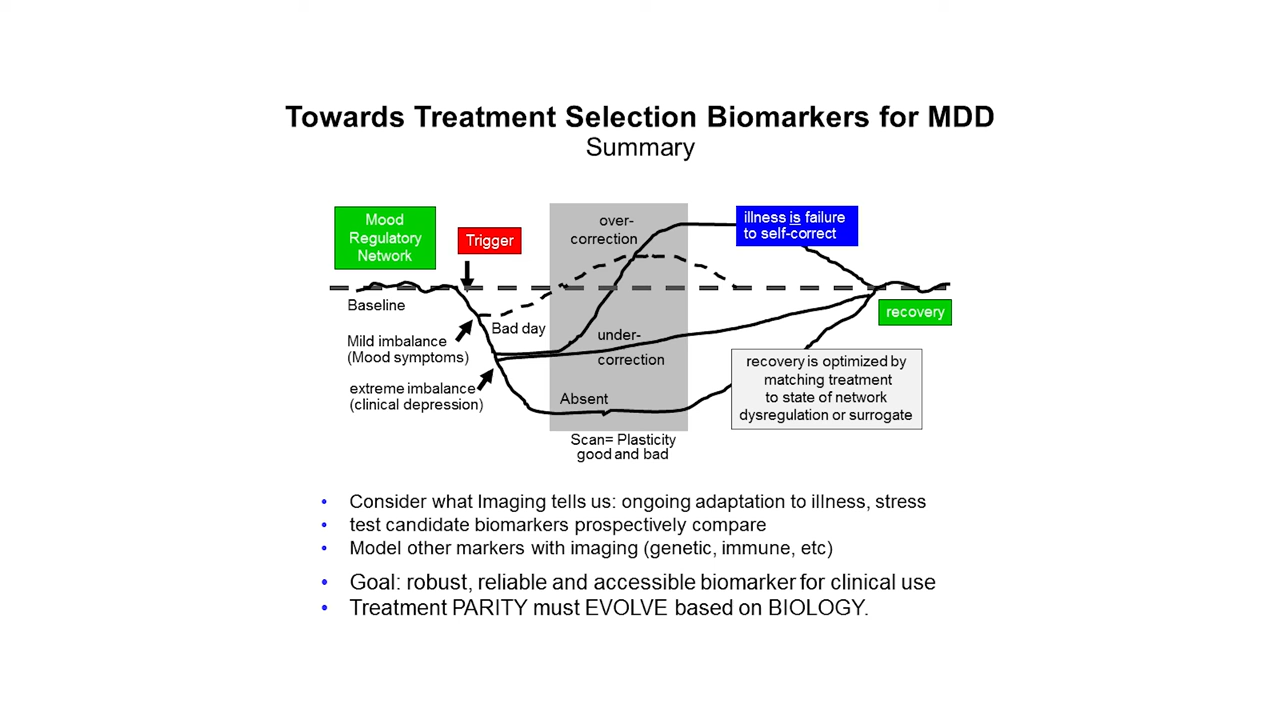 Towards Treatment Selection Biomarkers for MDD
Summary
Mood
Regulatory
Network
Trigger
over-
correction
illness is failure
to self-correct
Baseline
recovery
Bad day
Mild imbalance
(Mood symptoms)
under-
correction
extreme imbalance
(clinical depression)
Absent
recovery is optimized by
matching treatment
to state of network
dysregulation or surrogate
Scan= Plasticity
good and bad
• Consider what Imaging tells us: ongoing adaptation to illness, stress
• test candidate biomarkers prospectively compare
• Model other markers with imaging (genetic, immune, etc)
• Goal: robust, reliable and accessible biomarker for clinical use
• Treatment PARITY must EVOLVE based on BIOLOGY.